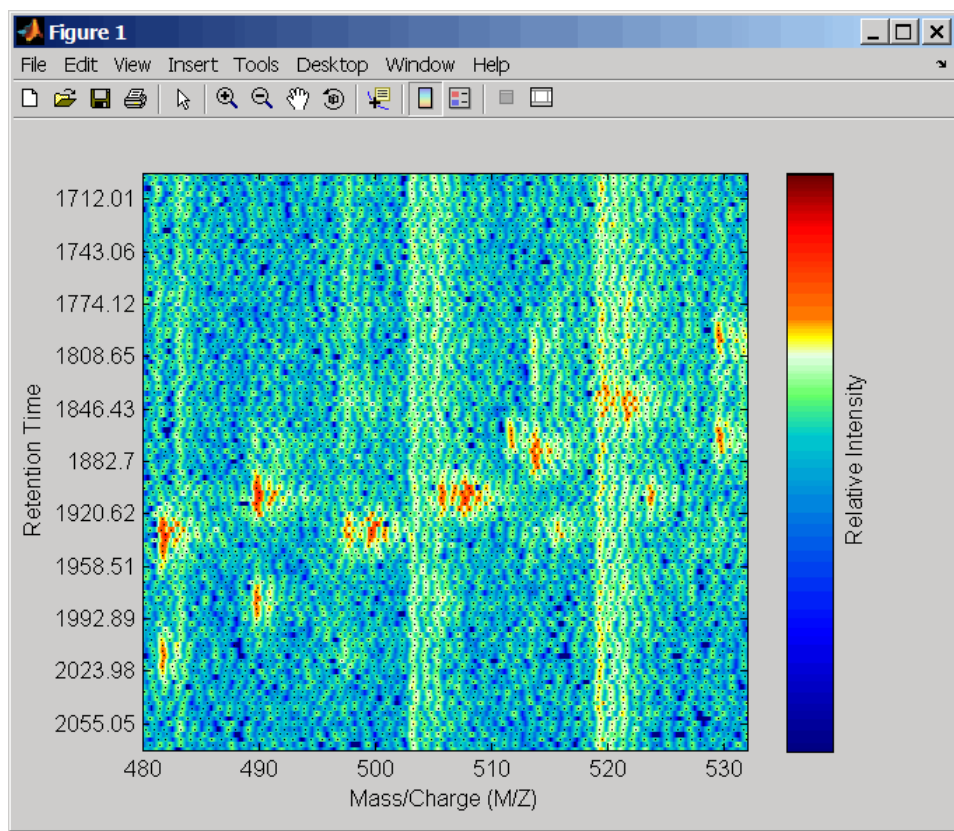 Figure 1
File Edit View Insert Tools Desktop Window Help
1712.01
1743.06
1774.12
1808.65
1846.43
1882.7
1920.62
1958.51
1992.89
2023.98
2055.05
Retention Time
480 490 500 510 520 530
Mass/Charge (M/Z)
Relative Intensity